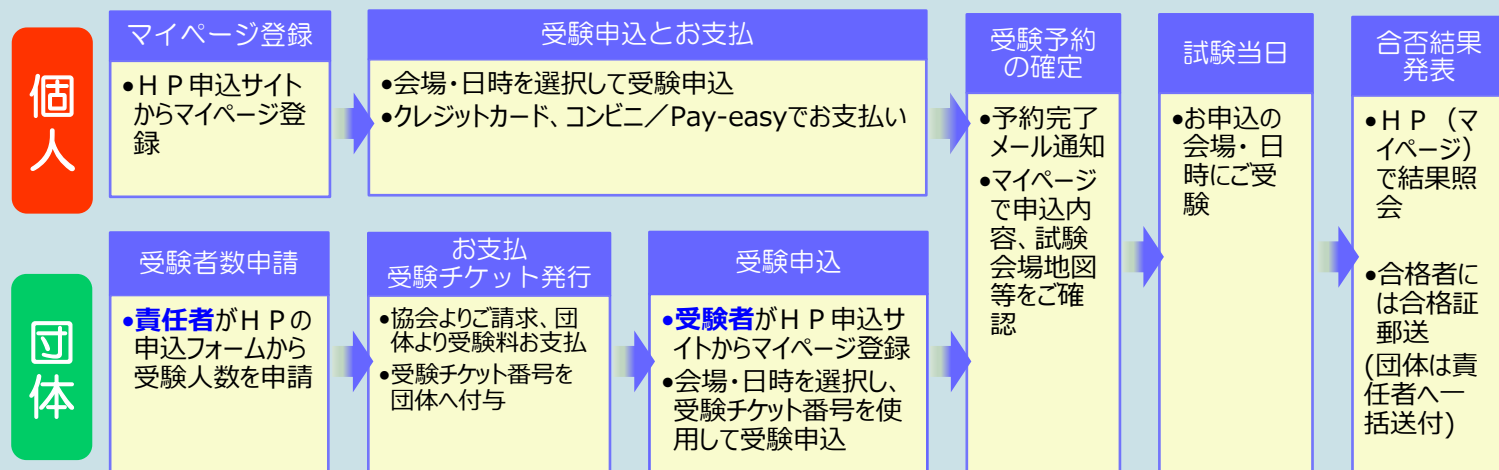 個人
マイページ登録
•ＨＰ申込サイト
からマイページ登
録
受験申込とお支払
•会場・日時を選択して受験申込
•クレジットカード、コンビニ／Pay-easyでお支払い
団体
受験者数申請
•責任者がＨＰの
申込フォームから
受験人数を申請
お支払
受験チケット発行
•協会よりご請求、団
体より受験料お支払
•受験チケット番号を
団体へ付与
受験申込
•受験者がＨＰ申込サ
イトからマイページ登録
•会場・日時を選択し、
受験チケット番号を使
用して受験申込
受験予約
の確定
•予約完了
メール通知
•マイページ
で申込内
容、試験
会場地図
等をご確
認
試験当日
•お申込の
会場・ 日
時にご受
験
合否結果
発表
•ＨＰ（マ
イページ）
で結果照
会
•合格者に
は合格証
郵送
(団体は責
任者へ一
括送付)